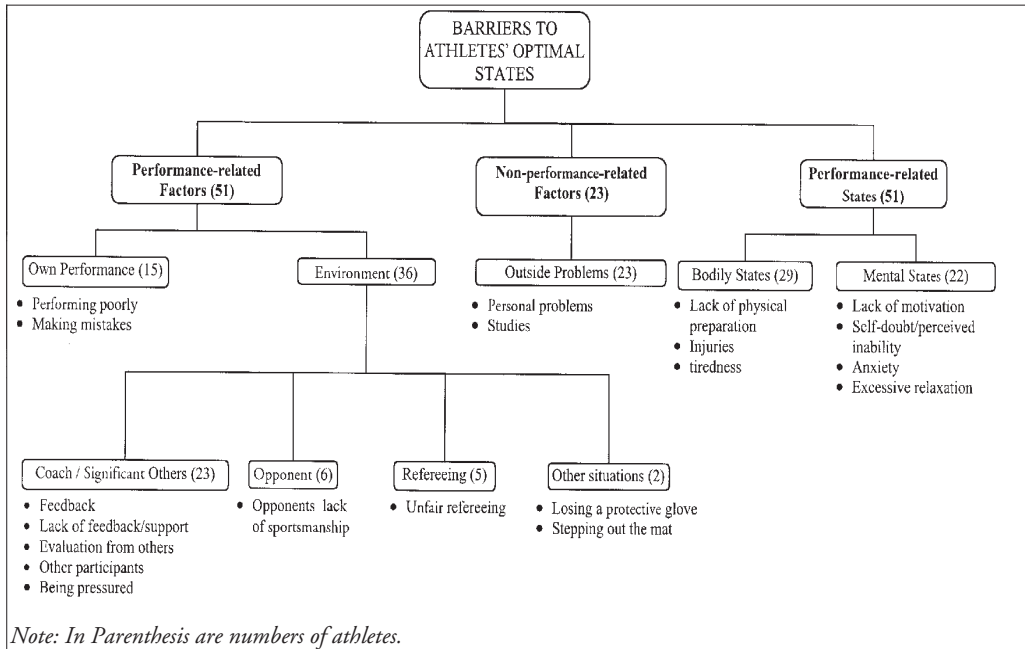 BARRIERS TO
ATHLETES' OPTIMAL
STATES
Performance-related
Factors (51)
Non-performance-related
Factors (23)
Performance-related
States (51)
Own Performance (15)
• Performing poorly
• Making mistakes
Environment (36)
Outside Problems (23)
• Personal problems
• Studies
Bodily States (29)
• Lack of physical
preparation
• Injuries
• tiredness
Mental States (22)
• Lack of motivation
• Self-doubt/perceived
inability
• Anxiety
• Excessive relaxation
Coach / Significant Others (23)
• Feedback
• Lack of feedback/support
• Evaluation from others
• Other participants
• Being pressured
Opponent (6)
• Opponents lack
of sportsmanship
Refereeing (5)
• Unfair refereeing
Other situations (2)
• Losing a protective glove
• Stepping out the mat
Note: In Parenthesis are numbers of athletes.